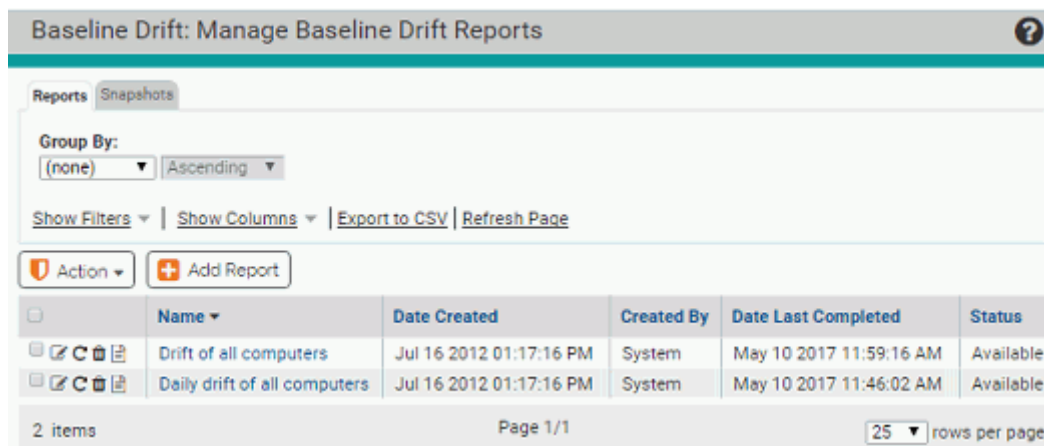 Baseline Drift: Manage Baseline Drift Reports
Reports Snapshots
Group By:
(none) Ascending
Show Filters | Show Columns | Export to CSV | Refresh Page
Action Add Report
Name Date Created Created By Date Last Completed Status
Drift of all computers Jul 16 2012 01:17:16 PM System May 10 2017 11:59:16 AM Available
Daily drift of all computers Jul 16 2012 01:17:16 PM System May 10 2017 11:46:02 AM Available
2 items Page 1/1 25 rows per page